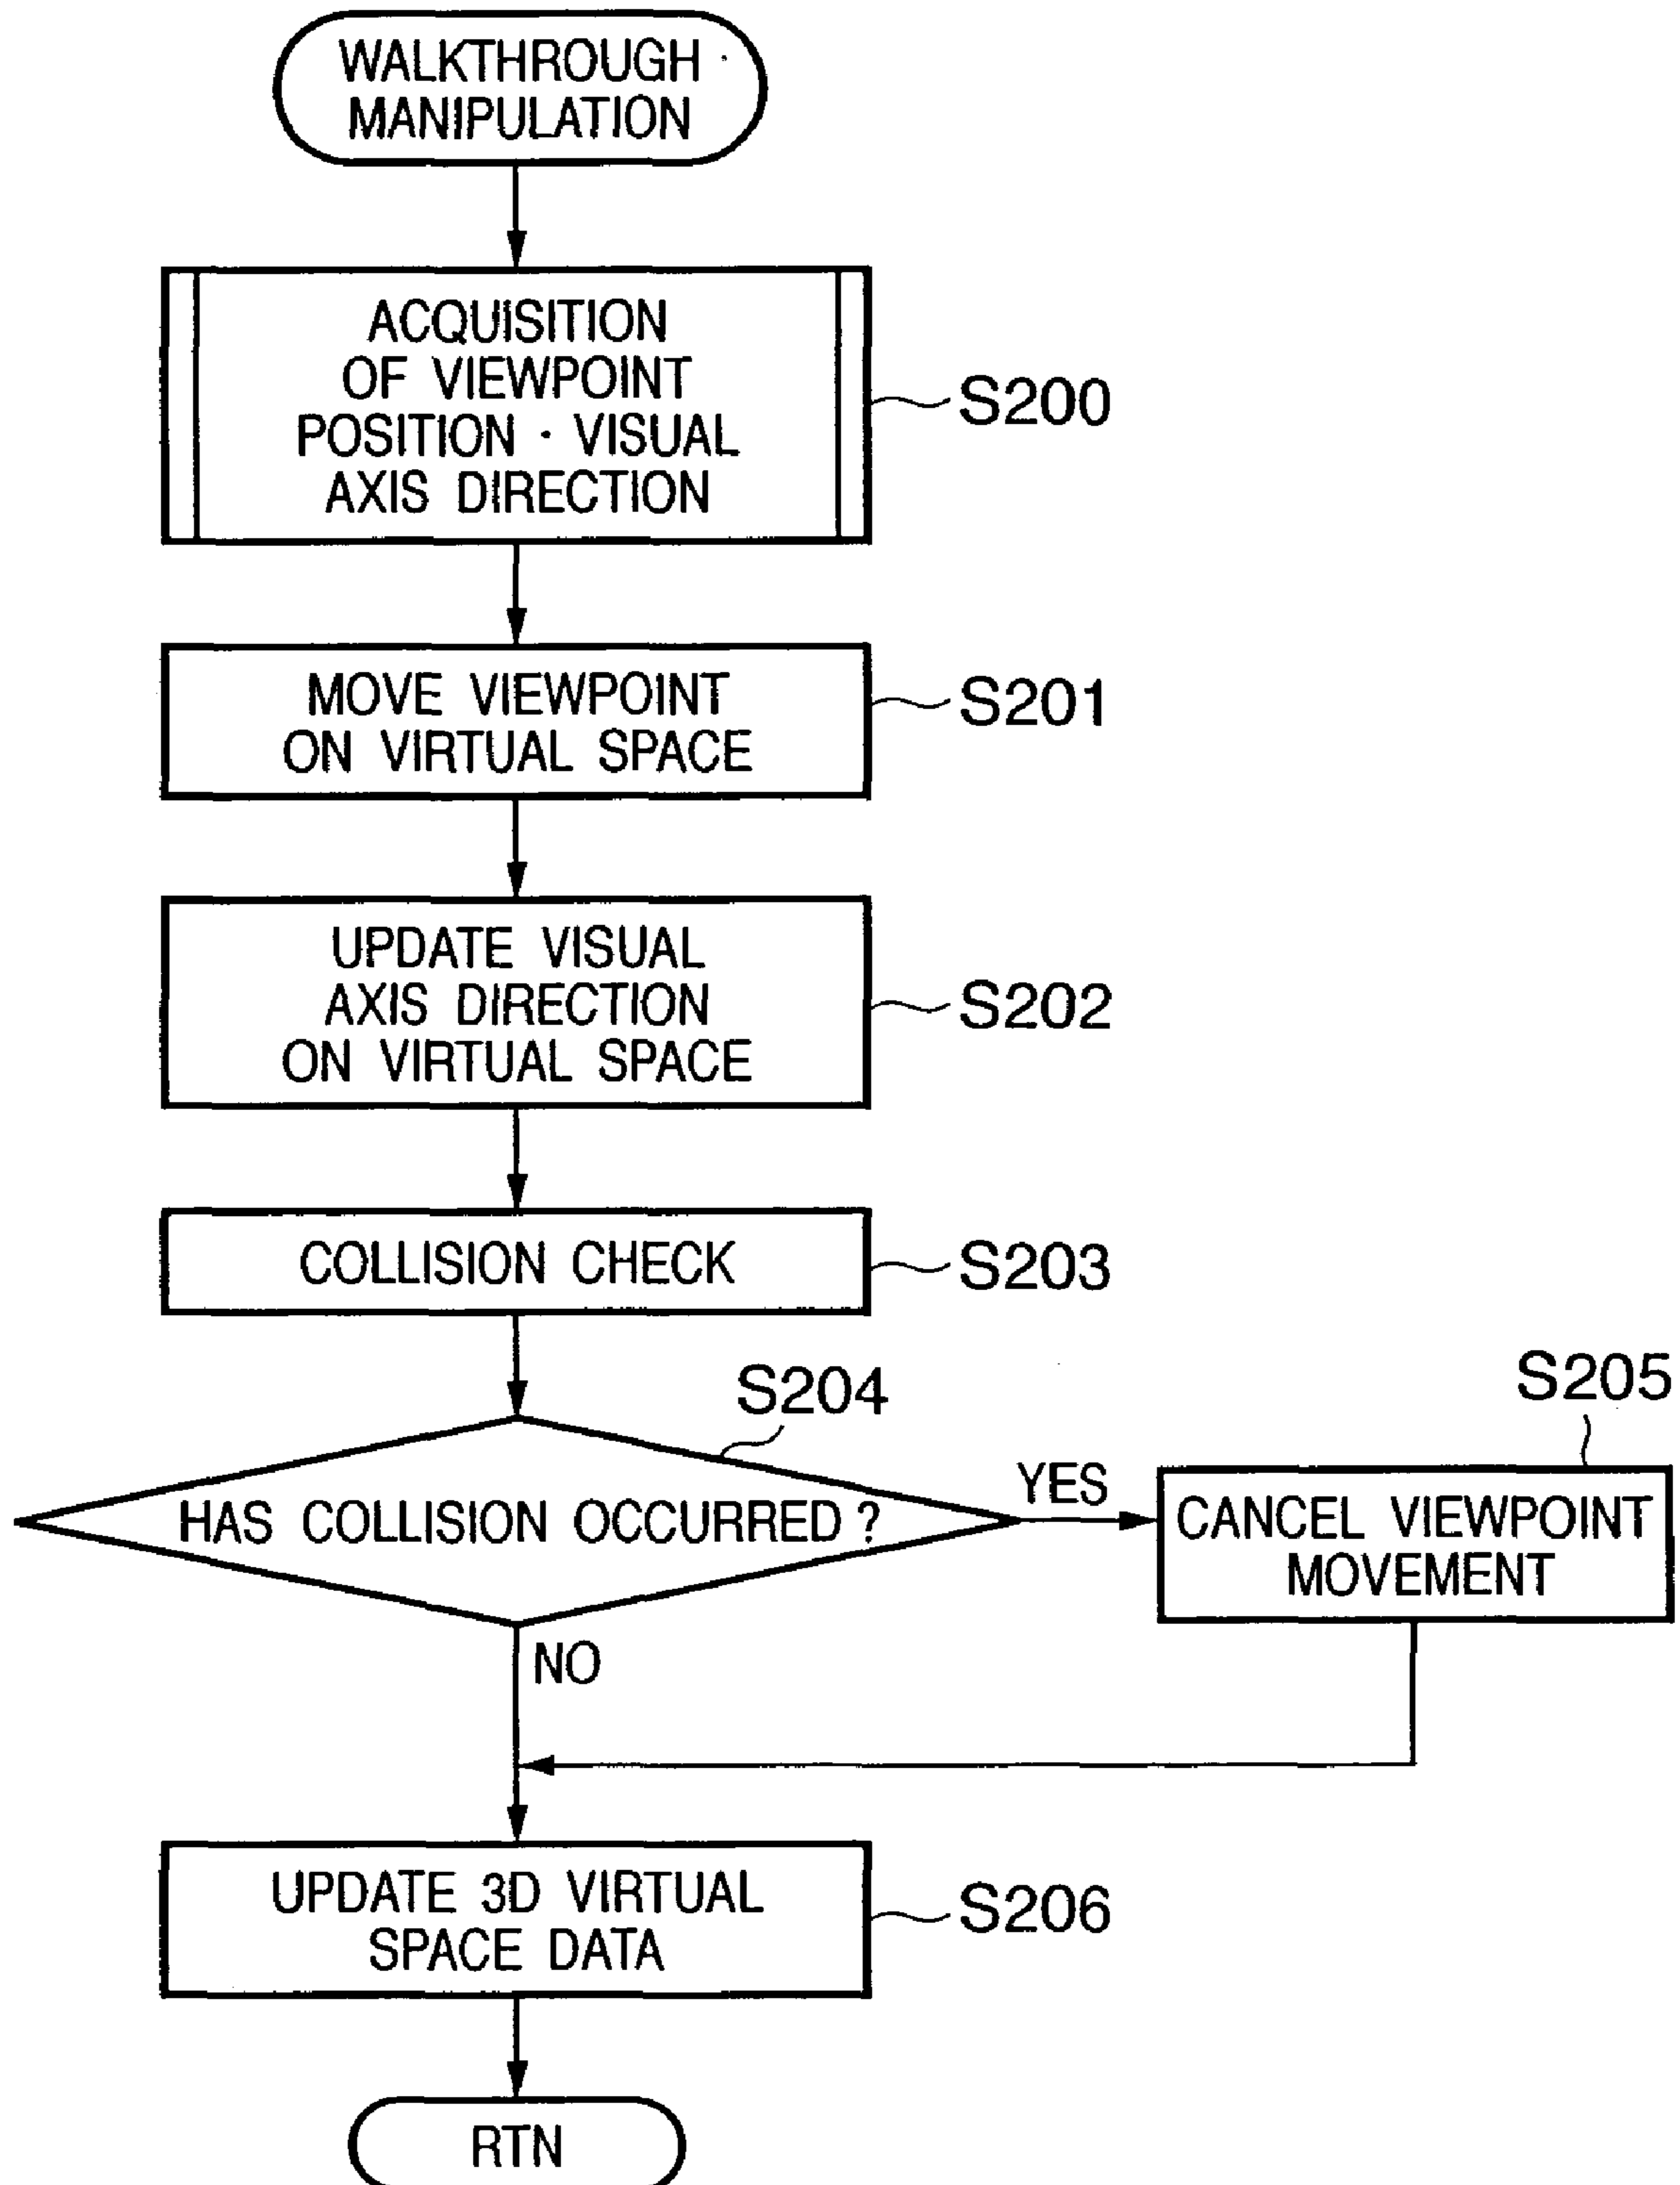 WALKTHROUGH
MANIPULATION
ACQUISITION
OF VIEWPOINT
POSITION · VISUAL
AXIS DIRECTION
S200
MOVE VIEWPOINT
ON VIRTUAL SPACE
S201
UPDATE VISUAL
AXIS DIRECTION
ON VIRTUAL SPACE
S202
COLLISION CHECK
S203
S204
HAS COLLISION OCCURRED ?
YES
NO
S205
CANCEL VIEWPOINT
MOVEMENT
UPDATE 3D VIRTUAL
SPACE DATA
S206
RTN